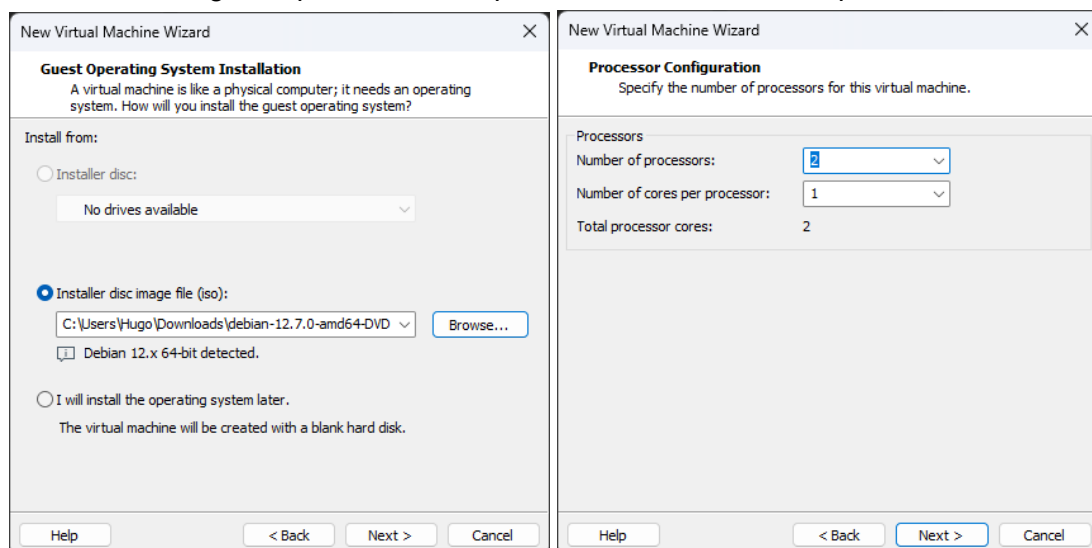 New Virtual Machine Wizard
Guest Operating System Installation
A virtual machine is like a physical computer; it needs an operating
system. How will you install the guest operating system?
Install from:
Installer disc:
No drives available
Installer disc image file (iso):
C:\Users\Hugo\Downloads\debian-12.7.0-amd64-DVD
Browse...
Debian 12.x 64-bit detected.
I will install the operating system later.
The virtual machine will be created with a blank hard disk.
Help
< Back
Next >
Cancel
New Virtual Machine Wizard
Processor Configuration
Specify the number of processors for this virtual machine.
Processors
Number of processors:
2
Number of cores per processor:
1
Total processor cores:
2
Help
< Back
Next >
Cancel